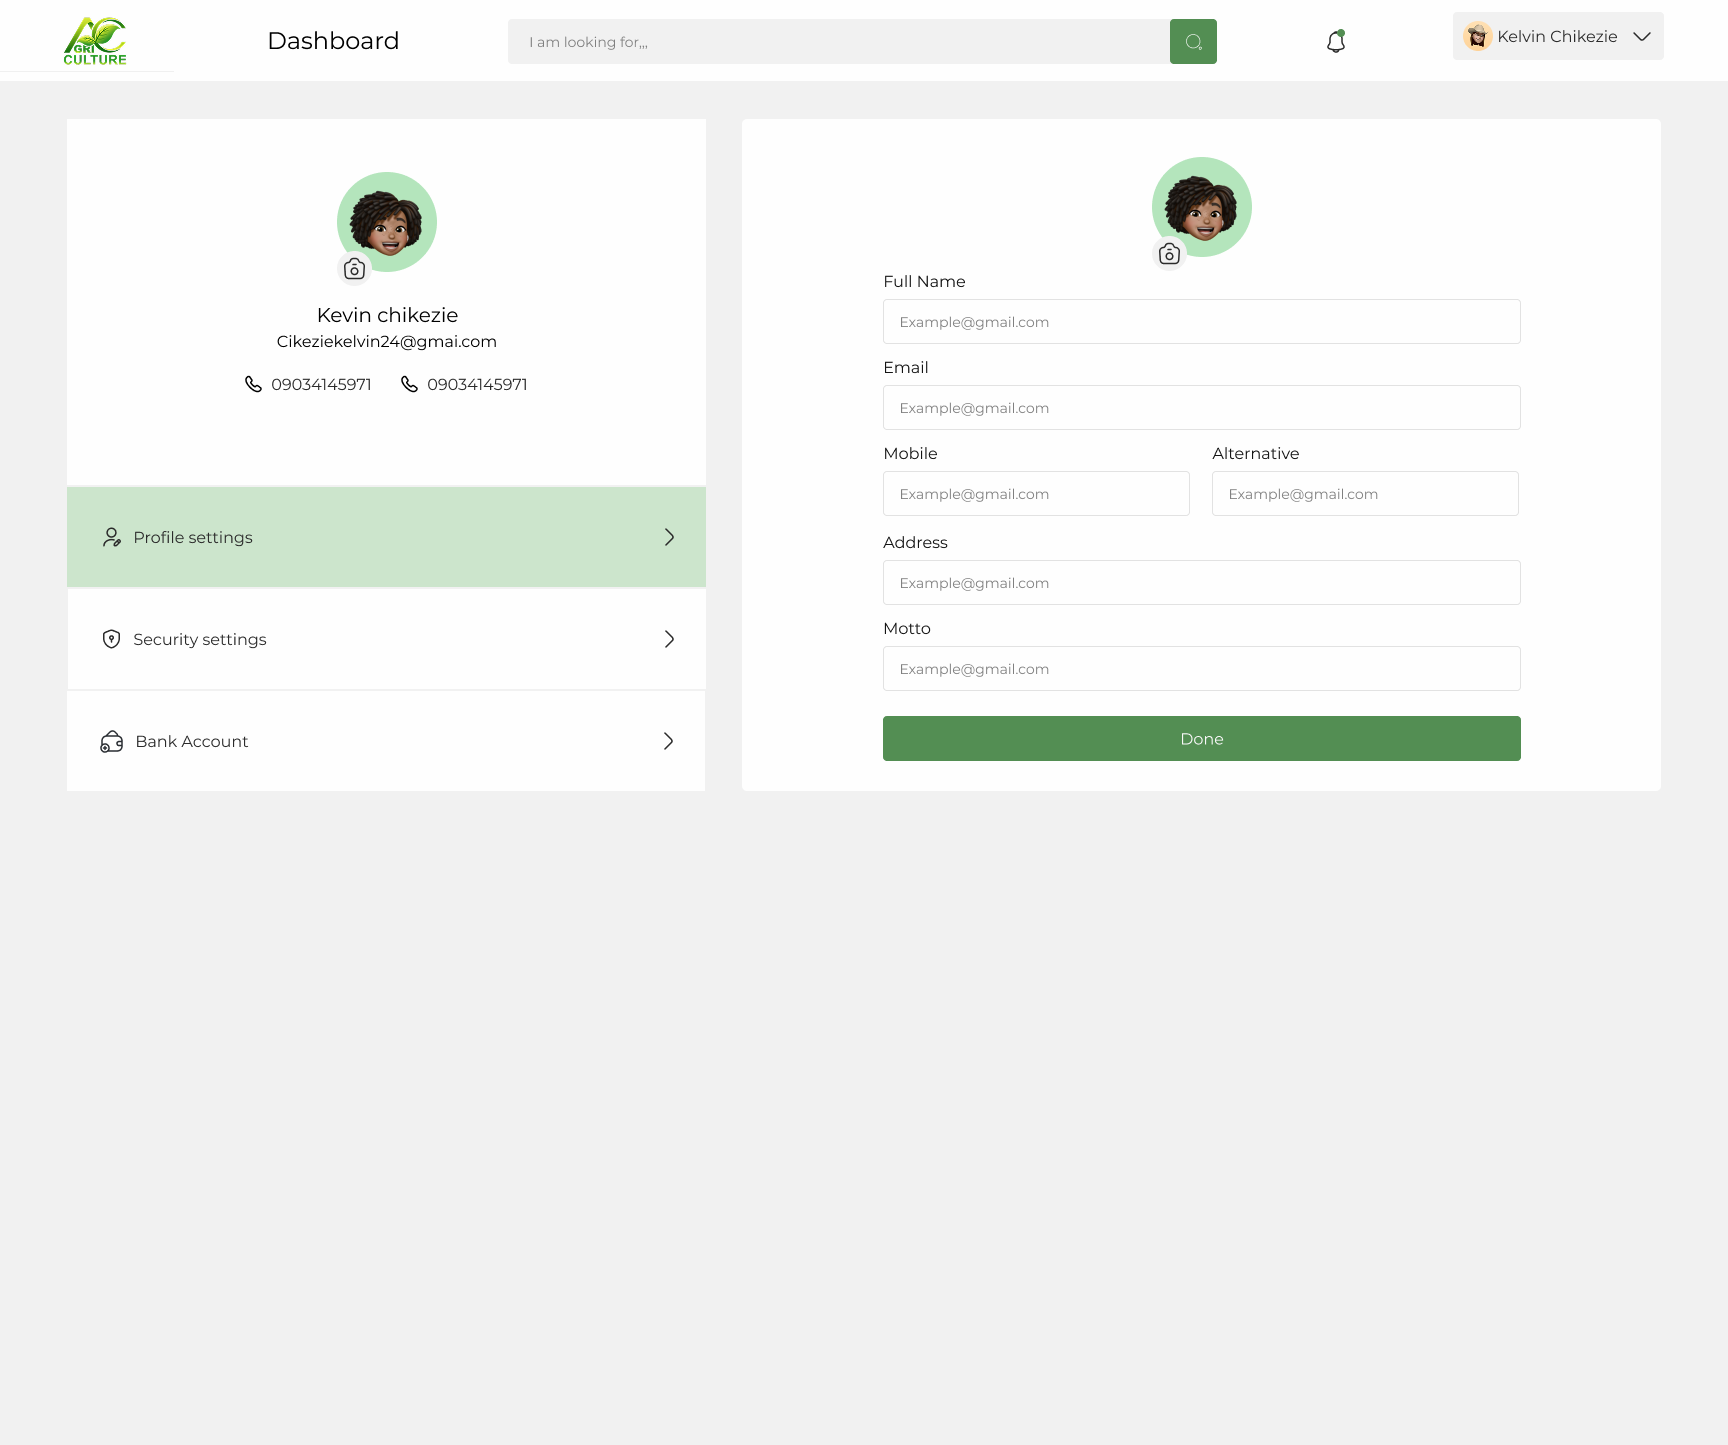 AC
GRI
CULTURE
Dashboard
I am looking for,,,
Kelvin Chikezie
Kevin chikezie
Cikeziekelvin24@gmai.com
09034145971 09034145971
Profile settings
Security settings
Bank Account
Full Name
Example@gmail.com
Email
Example@gmail.com
Mobile Alternative
Example@gmail.com Example@gmail.com
Address
Example@gmail.com
Motto
Example@gmail.com
Done